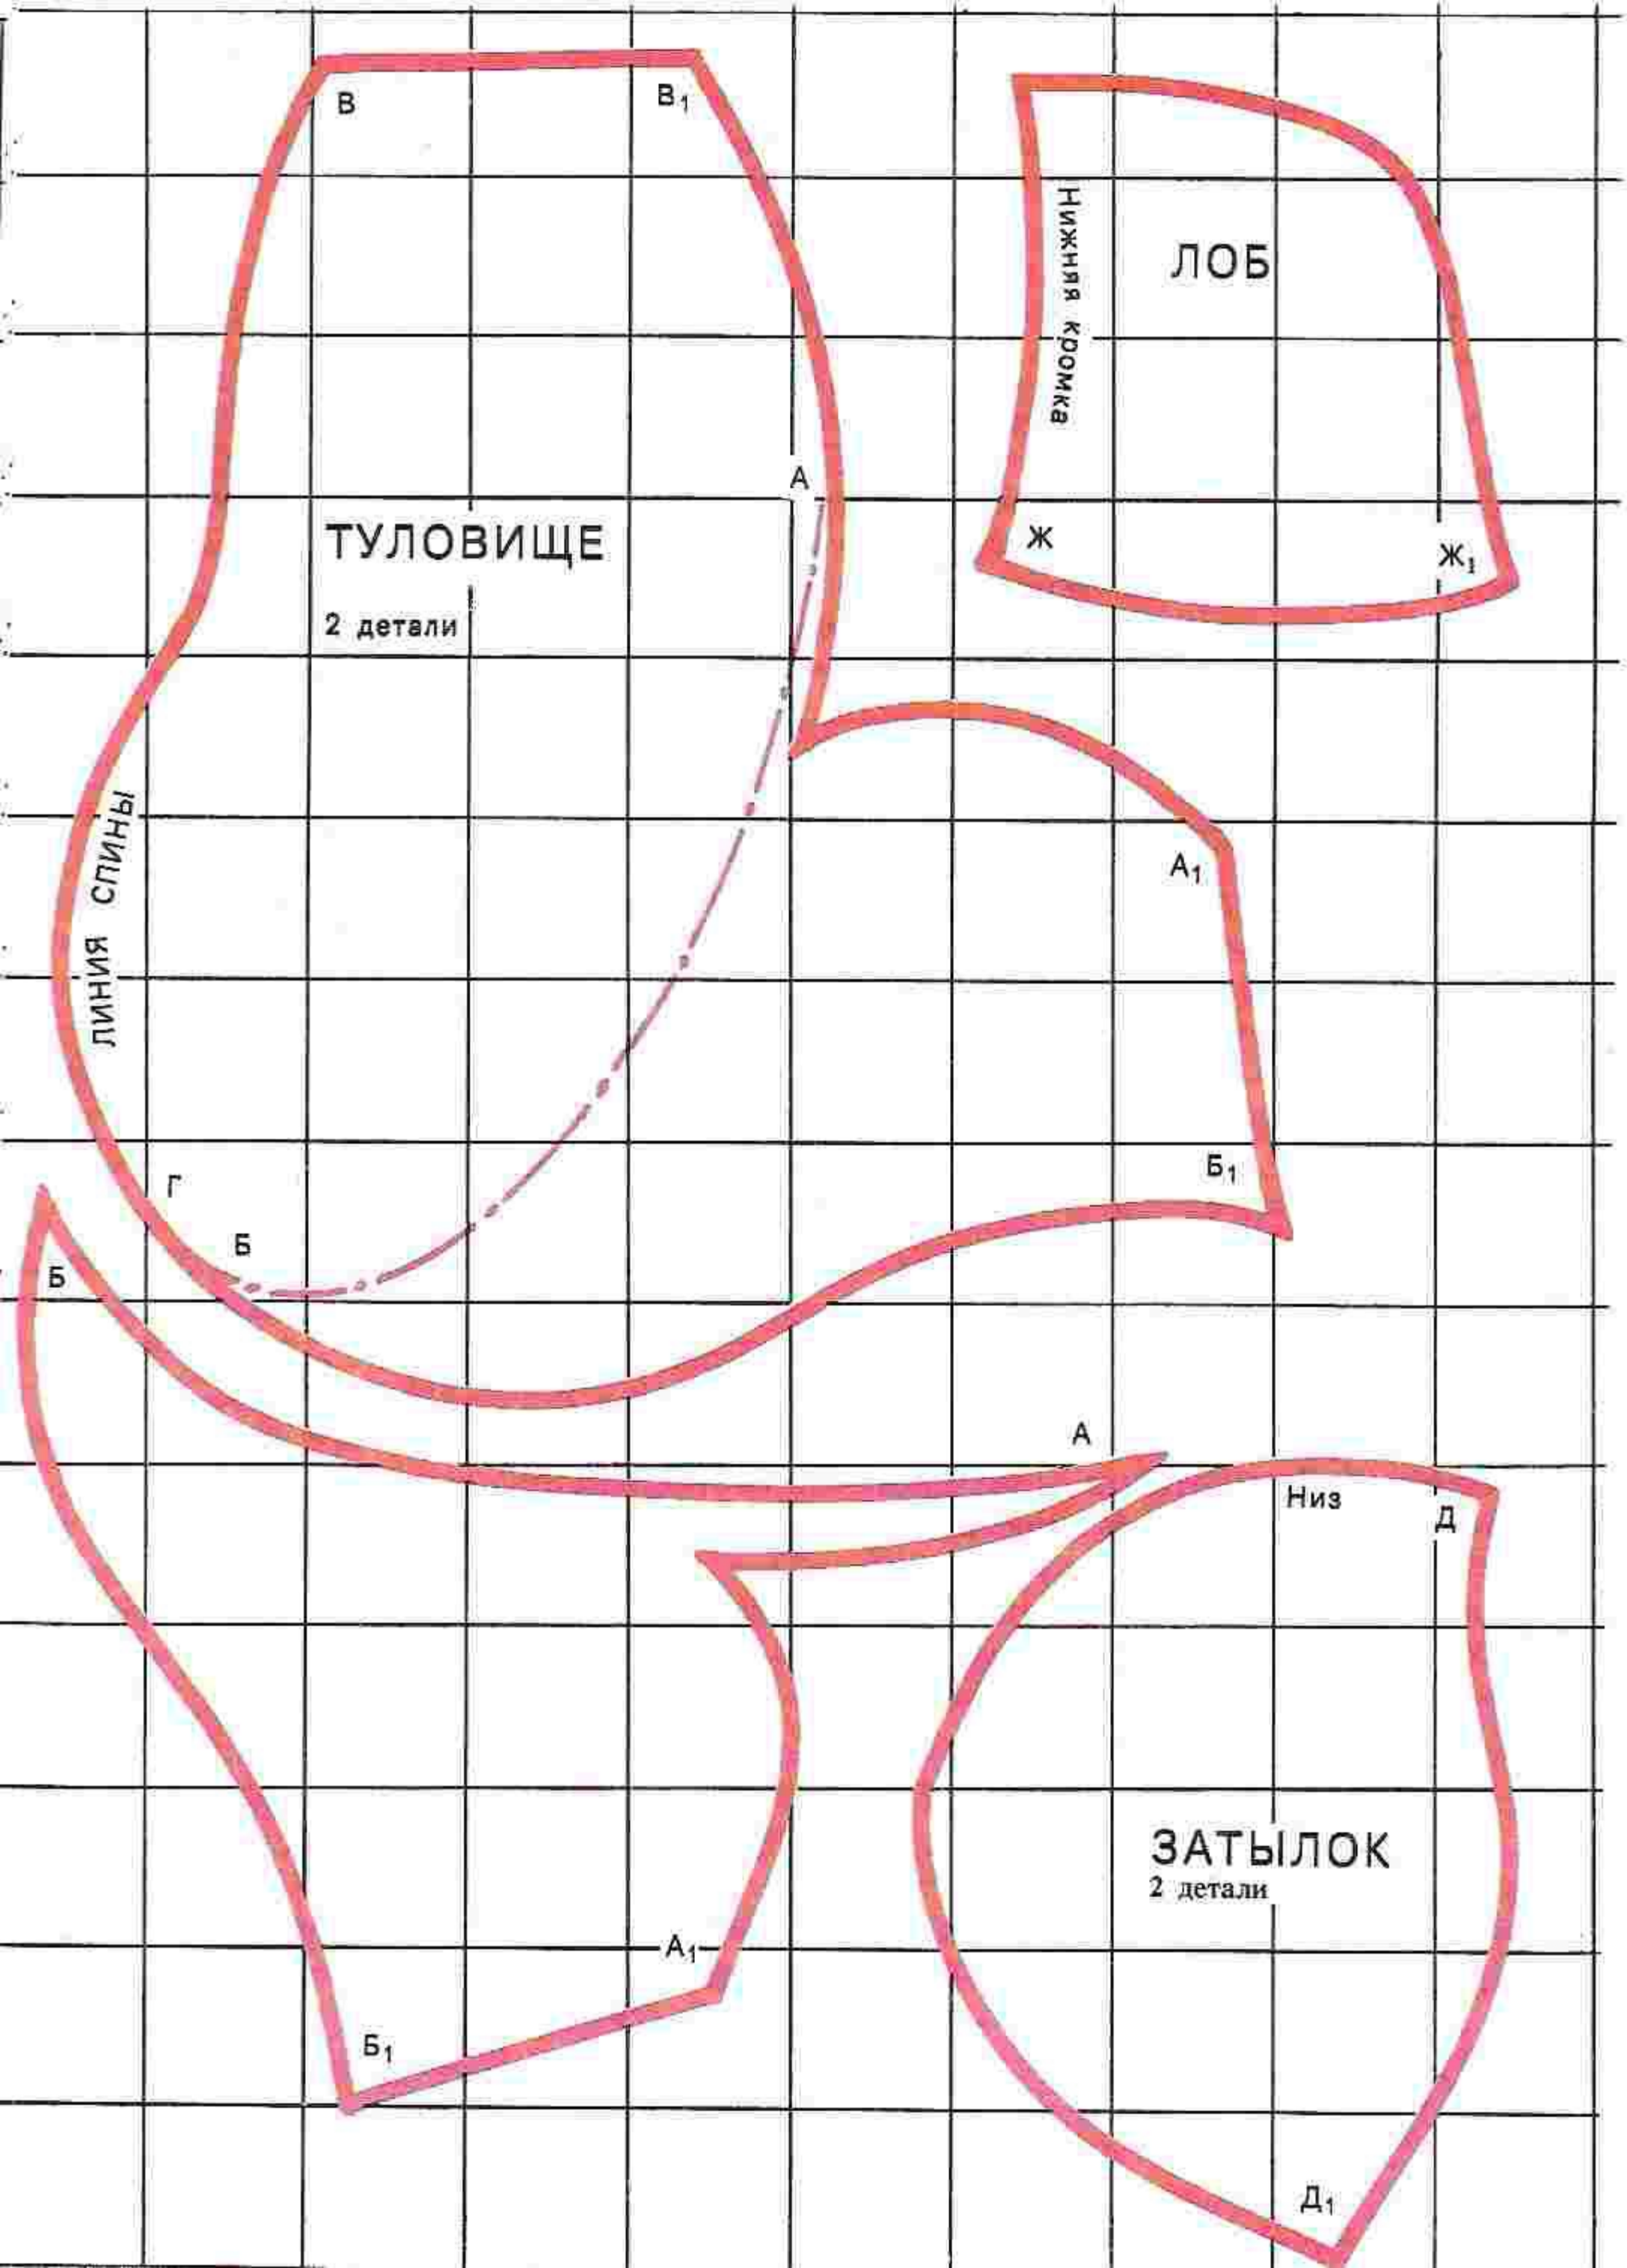 В
В₁
Нижняя кромка
ЛОБ
А
ТУЛОВИЩЕ
2 детали
Ж
Ж₁
ЛИНИЯ СПИНЫ
А₁
Г
Б₁
Б
Б
А
Низ
Д
ЗАТЫЛОК
2 детали
А₁
Б₁
Д₁